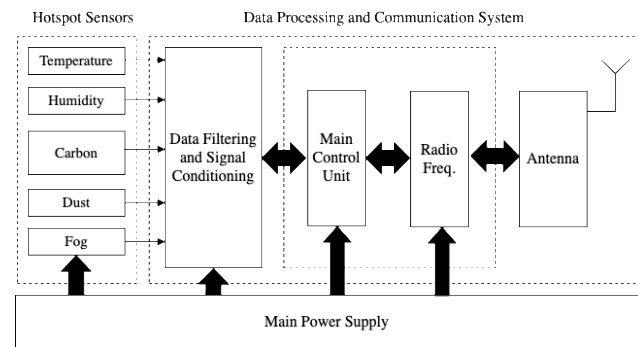 Hotspot Sensors
Data Processing and Communication System
Temperature
Humidity
Carbon
Dust
Fog
Data Filtering
and Signal
Conditioning
Main
Control
Unit
Radio
Freq.
Antenna
Main Power Supply